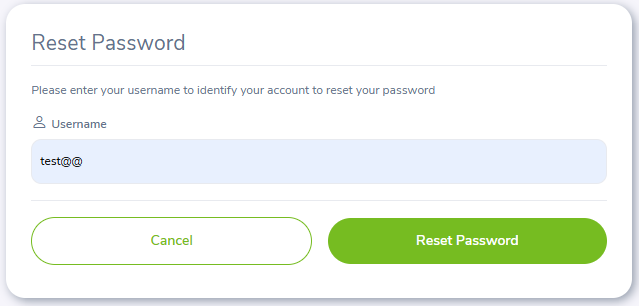 Reset Password
Please enter your username to identify your account to reset your password
Username
test@@
Cancel
Reset Password